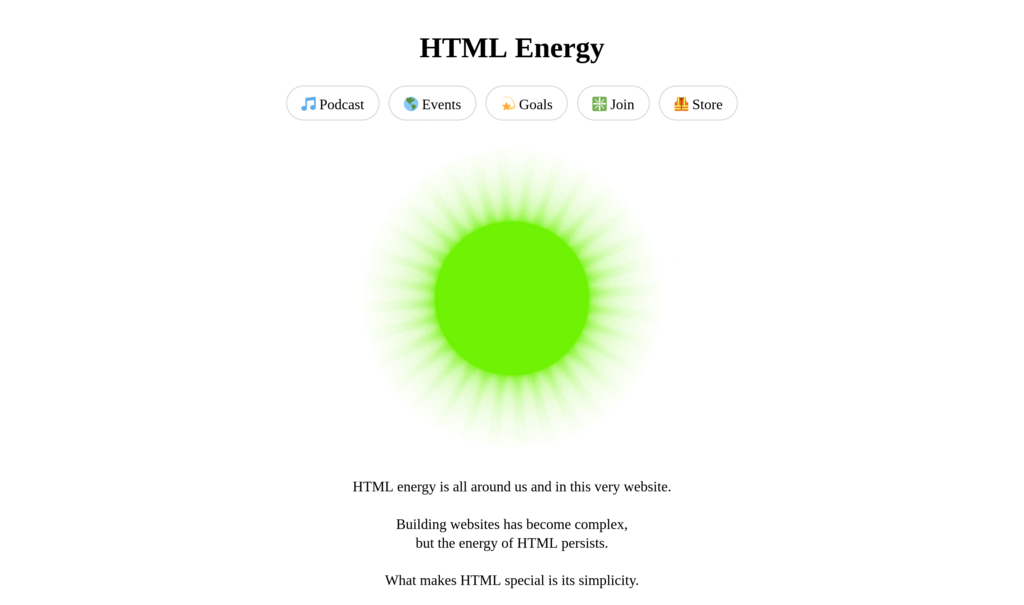 HTML Energy
🎵 Podcast 🌎 Events 💫 Goals ❇️ Join 🦺 Store
HTML energy is all around us and in this very website.
Building websites has become complex,
but the energy of HTML persists.
What makes HTML special is its simplicity.